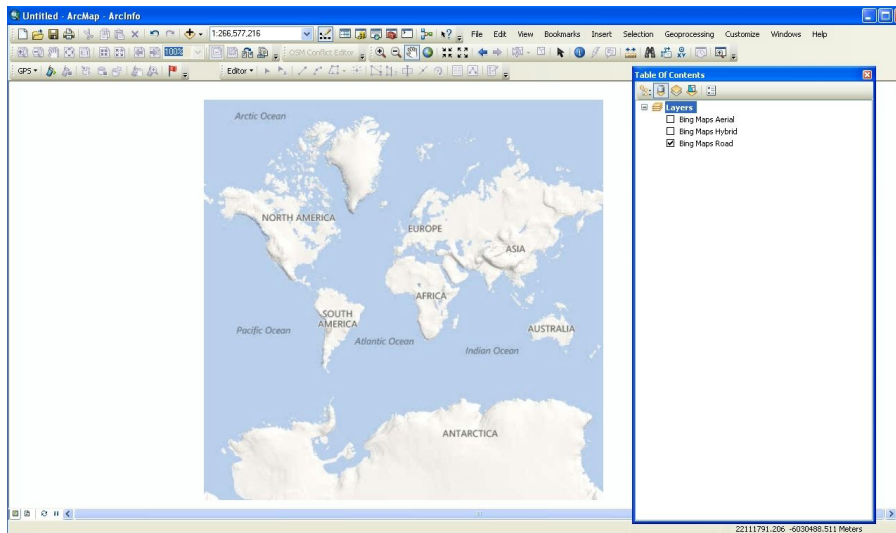 Untitled - ArcMap - ArcInfo
1:266,577,216
File Edit View Bookmarks Insert Selection Geoprocessing Customize Windows Help
100%
OSM Conflict Editor
GPS
Editor
Table Of Contents
Layers
Bing Maps Aerial
Bing Maps Hybrid
Bing Maps Road
Arctic Ocean
NORTH AMERICA
EUROPE
ASIA
AFRICA
SOUTH
AMERICA
Pacific Ocean
Atlantic Ocean
AUSTRALIA
Indian Ocean
ANTARCTICA
22111791.206 -6030488.511 Meters